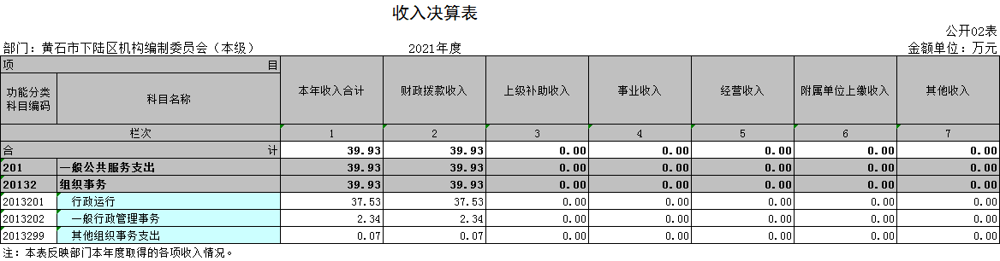 收入决算表
公开02表
部门：黄石市下陆区机构编制委员会（本级） 2021年度 金额单位：万元
项 目 本年收入合计 财政拨款收入 上级补助收入 事业收入 经营收入 附属单位上缴收入 其他收入
功能分类科目编码 科目名称
栏次 1 2 3 4 5 6 7
合 计 39.93 39.93 0.00 0.00 0.00 0.00 0.00
201 一般公共服务支出 39.93 39.93 0.00 0.00 0.00 0.00 0.00
20132 组织事务 39.93 39.93 0.00 0.00 0.00 0.00 0.00
2013201 行政运行 37.53 37.53 0.00 0.00 0.00 0.00 0.00
2013202 一般行政管理事务 2.34 2.34 0.00 0.00 0.00 0.00 0.00
2013299 其他组织事务支出 0.07 0.07 0.00 0.00 0.00 0.00 0.00
注：本表反映部门本年度取得的各项收入情况。